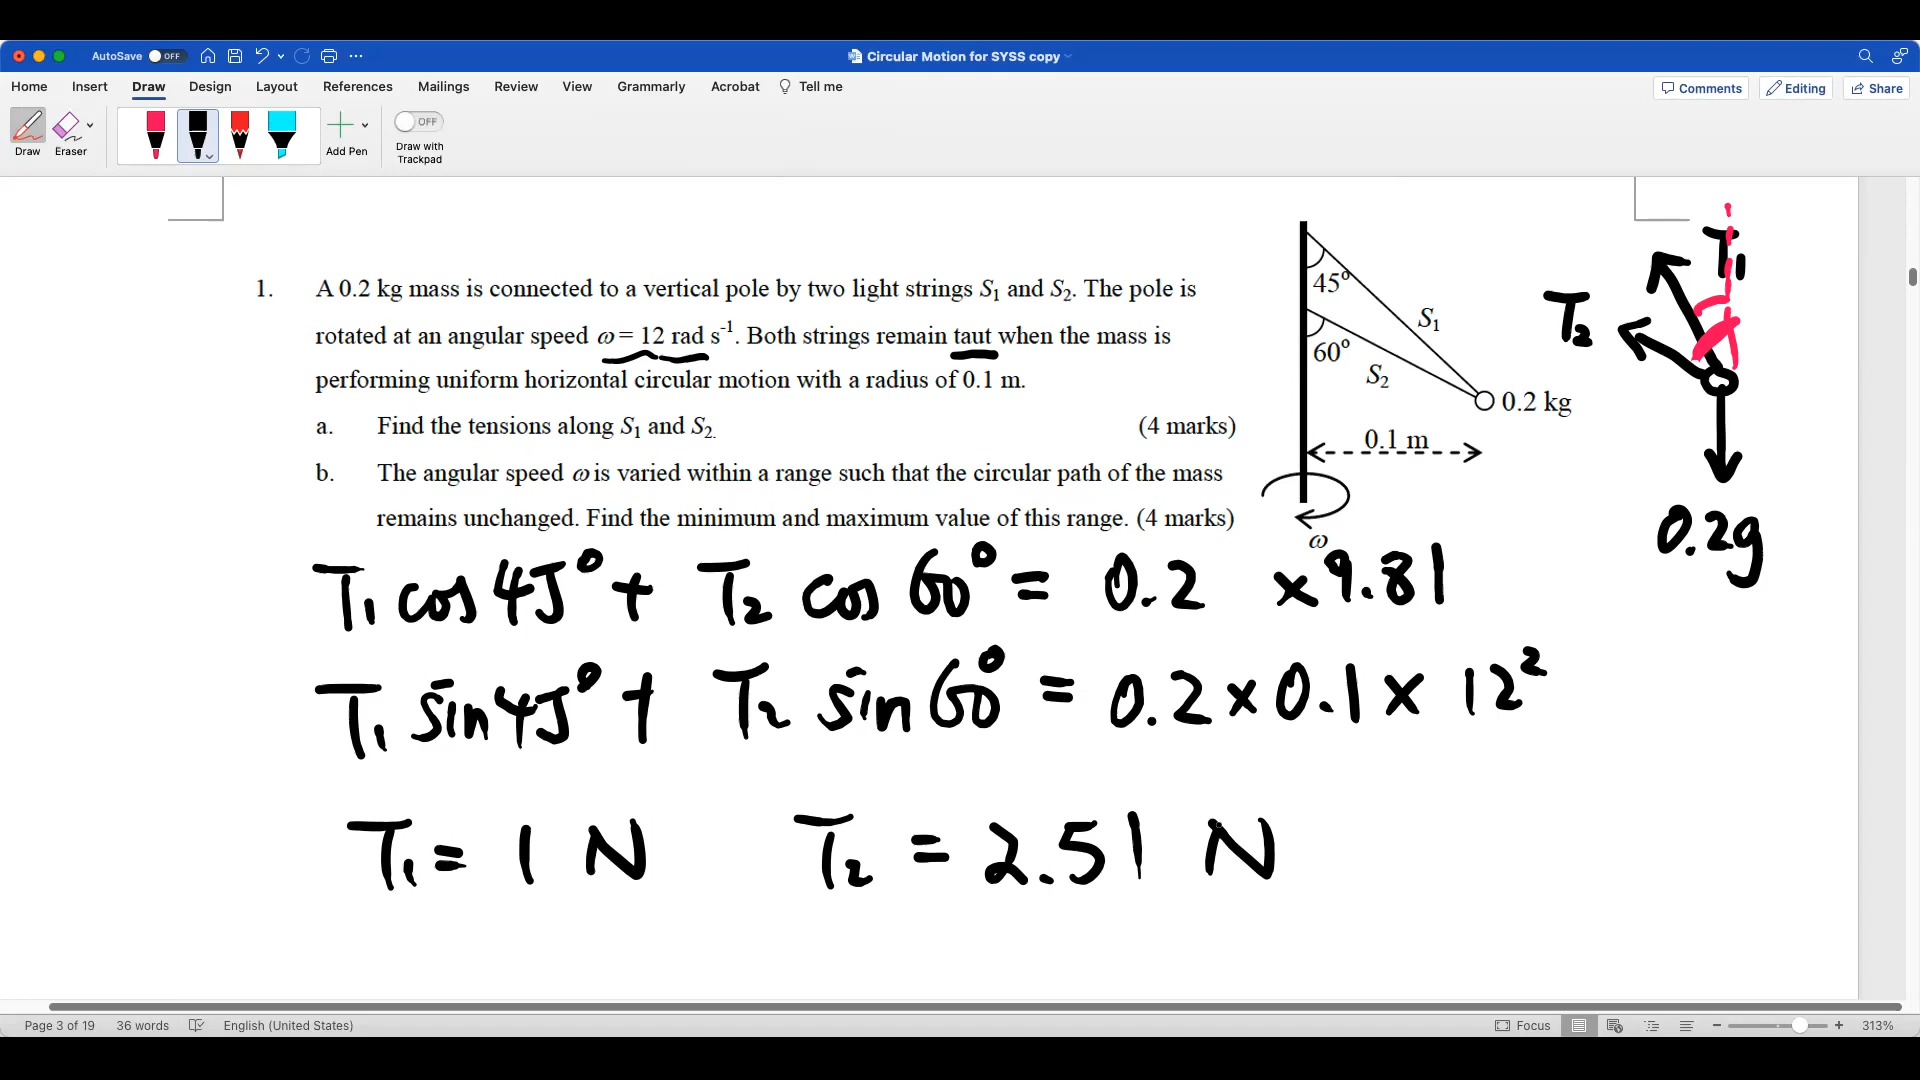 AutoSave OFF
Circular Motion for SYSS copy
Home Insert Draw Design Layout References Mailings Review View Grammarly Acrobat Tell me
Comments Editing Share
OFF
Draw Eraser Add Pen Draw with Trackpad
1. A 0.2 kg mass is connected to a vertical pole by two light strings S₁ and S₂. The pole is
rotated at an angular speed ω = 12 rad s⁻¹. Both strings remain taut when the mass is
performing uniform horizontal circular motion with a radius of 0.1 m.
a. Find the tensions along S₁ and S₂. (4 marks)
b. The angular speed ω is varied within a range such that the circular path of the mass
remains unchanged. Find the minimum and maximum value of this range. (4 marks)
45°
S₁
60°
S₂
0.2 kg
0.1 m
ω
T₁
T₂
0.2g
T₁ cos 45° + T₂ cos 60° = 0.2 × 9.81
T₁ sin 45° + T₂ sin 60° = 0.2 × 0.1 × 12²
T₁ = 1 N T₂ = 2.51 N
Page 3 of 19 36 words English (United States) Focus 313%